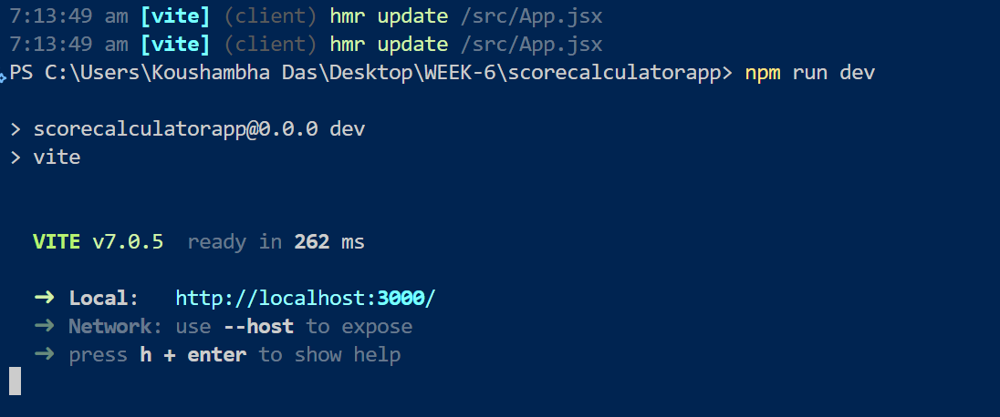 7:13:49 am [vite] (client) hmr update /src/App.jsx
7:13:49 am [vite] (client) hmr update /src/App.jsx
PS C:\Users\Koushambha Das\Desktop\WEEK-6\scorecalculatorapp> npm run dev
> scorecalculatorapp@0.0.0 dev
> vite
VITE v7.0.5  ready in 262 ms
➜ Local:   http://localhost:3000/
➜ Network: use --host to expose
➜ press h + enter to show help